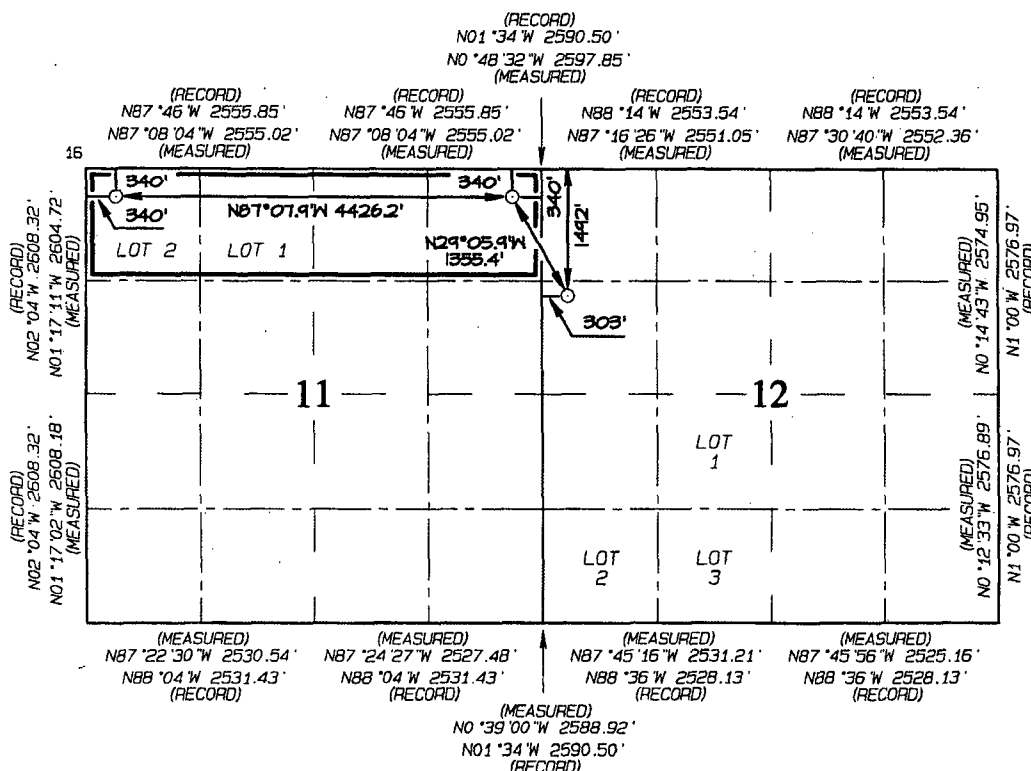 (RECORD)
N01°34'W 2590.50'
N0°48'32"W 2597.85'
(MEASURED)
(RECORD)
N87°46'W 2555.85'
N87°08'04"W 2555.02'
(MEASURED)
(RECORD)
N87°46'W 2555.85'
N87°08'04"W 2555.02'
(MEASURED)
(RECORD)
N88°14'W 2553.54'
N87°16'26"W 2551.05'
(MEASURED)
(RECORD)
N88°14'W 2553.54'
N87°30'40"W 2552.36'
(MEASURED)
16
340'
340'
340'
N87°07.9'W 4426.2'
340'
1492'
N29°05.9'W
1355.4'
303'
LOT 2
LOT 1
(RECORD)
N02°04'W 2608.32'
N01°17'11"W 2604.72'
(MEASURED)
(MEASURED)
N0°14'43"W 2574.95'
N1°00'W 2576.97'
(RECORD)
11
12
LOT
1
(RECORD)
N02°04'W 2608.32'
N01°17'02"W 2608.18'
(MEASURED)
(MEASURED)
N0°12'33"W 2576.89'
N1°00'W 2576.97'
(RECORD)
LOT
2
LOT
3
(MEASURED)
N87°22'30"W 2530.54'
N88°04'W 2531.43'
(RECORD)
(MEASURED)
N87°24'27"W 2527.48'
N88°04'W 2531.43'
(RECORD)
(MEASURED)
N87°45'16"W 2531.21'
N88°36'W 2528.13'
(RECORD)
(MEASURED)
N87°45'56"W 2525.16'
N88°36'W 2528.13'
(RECORD)
(MEASURED)
N0°39'00"W 2588.92'
N01°34'W 2590.50'
(RECORD)